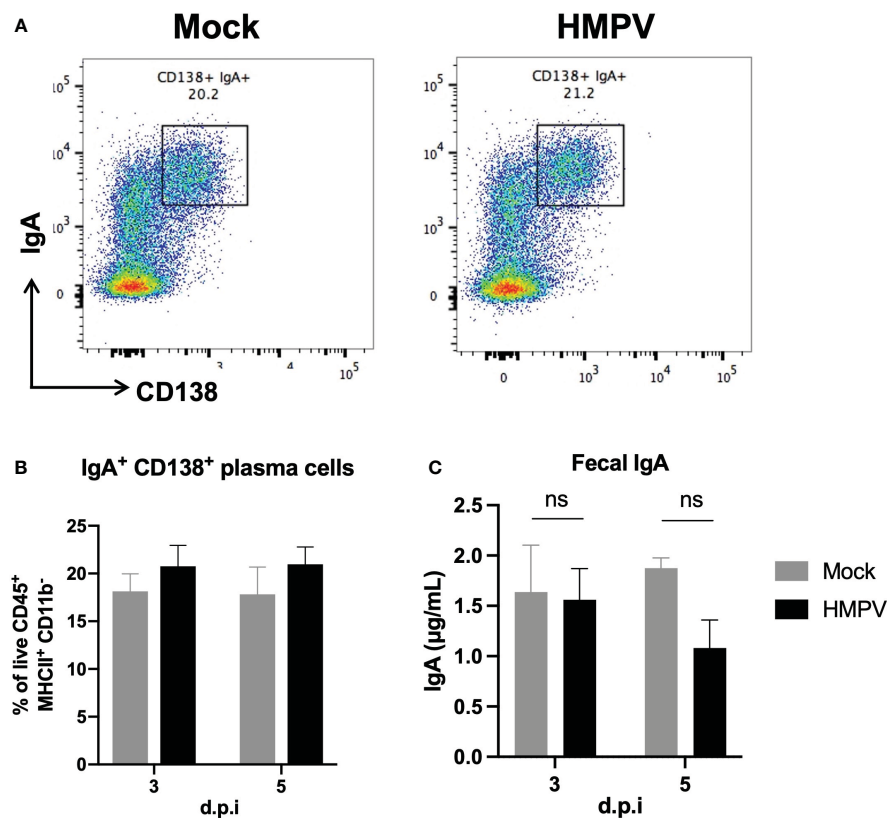 A
Mock
HMPV
CD138+ IgA+
20.2
CD138+ IgA+
21.2
10⁵
10⁴
10³
0
10⁵
10⁴
10³
0
IgA
3
4
10⁵
0
10³
10⁴
10⁵
CD138
B
IgA⁺ CD138⁺ plasma cells
% of live CD45⁺
MHCII⁺ CD11b⁻
25
20
15
10
5
0
3
5
d.p.i
C
Fecal IgA
ns
ns
IgA (µg/mL)
2.5
2.0
1.5
1.0
0.5
0.0
3
5
d.p.i
Mock
HMPV